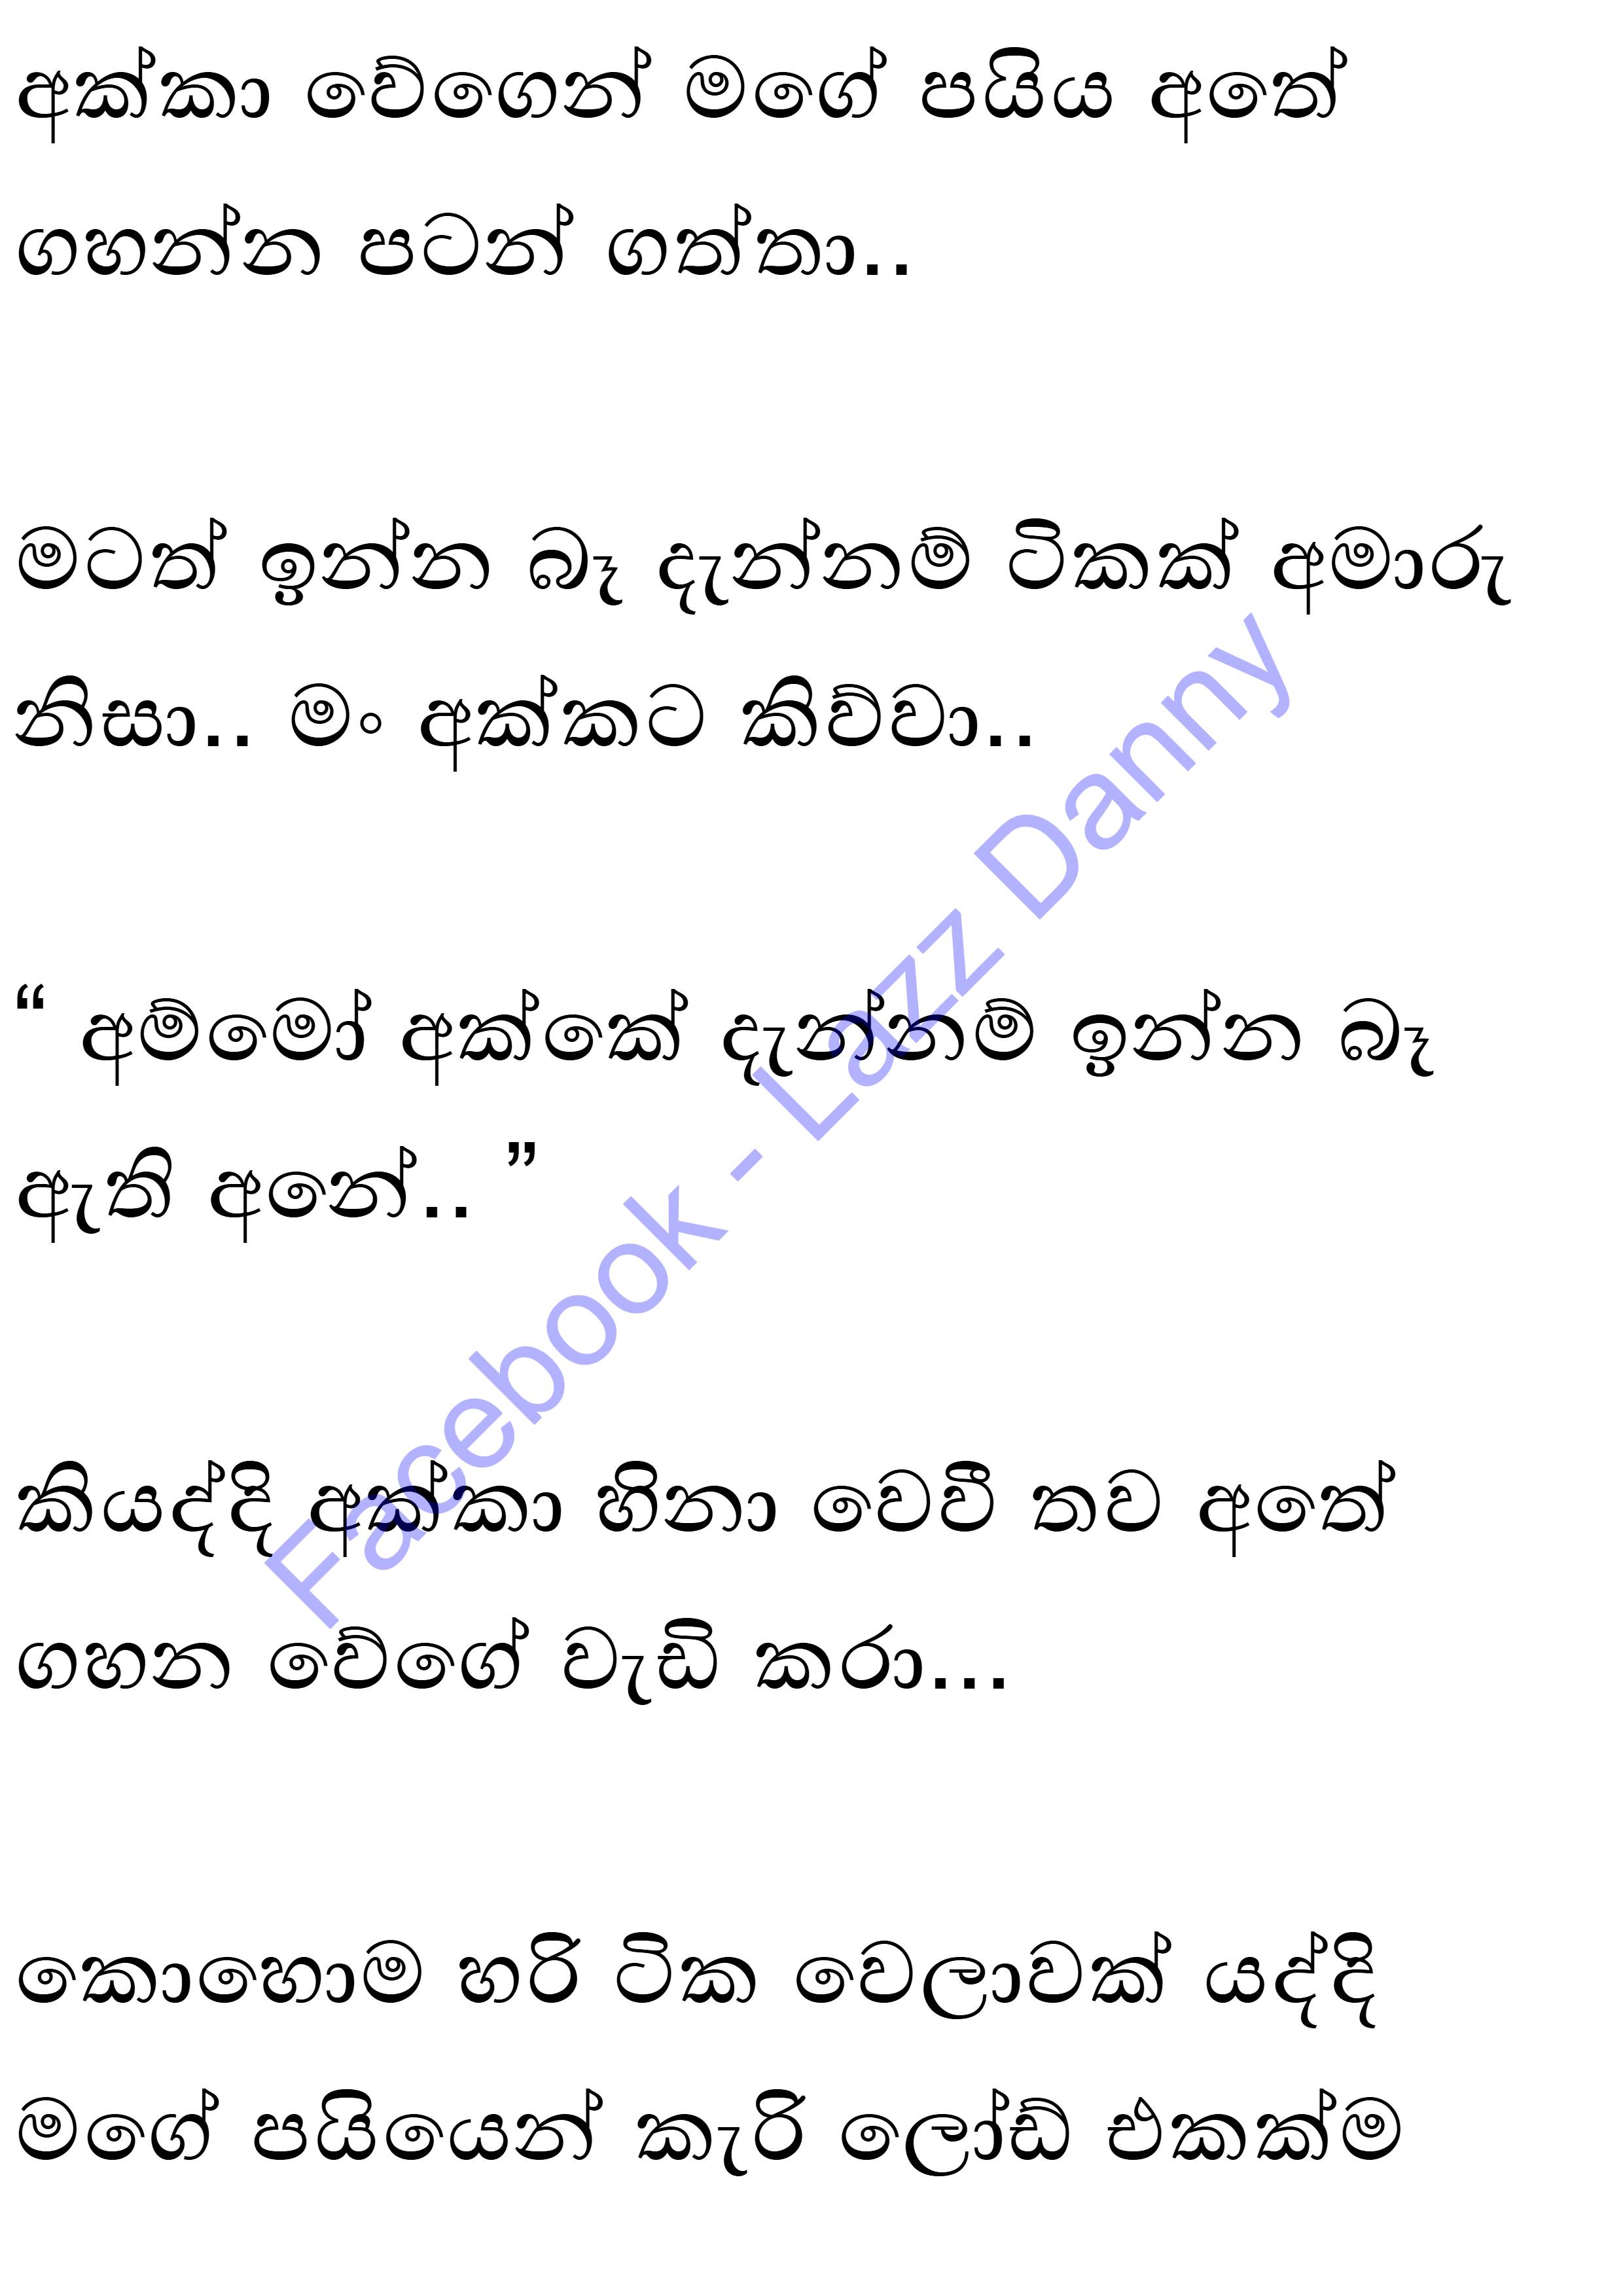 අක්කා වේගෙන් මගේ පයිය අතේ
ගහන්න පටන් ගත්තා..
මටත් ඉන්න බෑ දැන්නම් ටිකක් අමාරු
නිසා.. මං අක්කට කිව්වා..
“ අම්මෝ අක්කේ දැන්නම් ඉන්න බෑ
ඇති අනේ.. ”
කියද්දි අක්කා හිනා වෙවී තව අතේ
ගහන වේගේ වැඩි කරා...
කොහොම හරි ටික වෙලාවක් යද්දි
මගේ පයියෙන් කැරි ලෝඩ් එකක්ම
Facebook - Lazz Danny